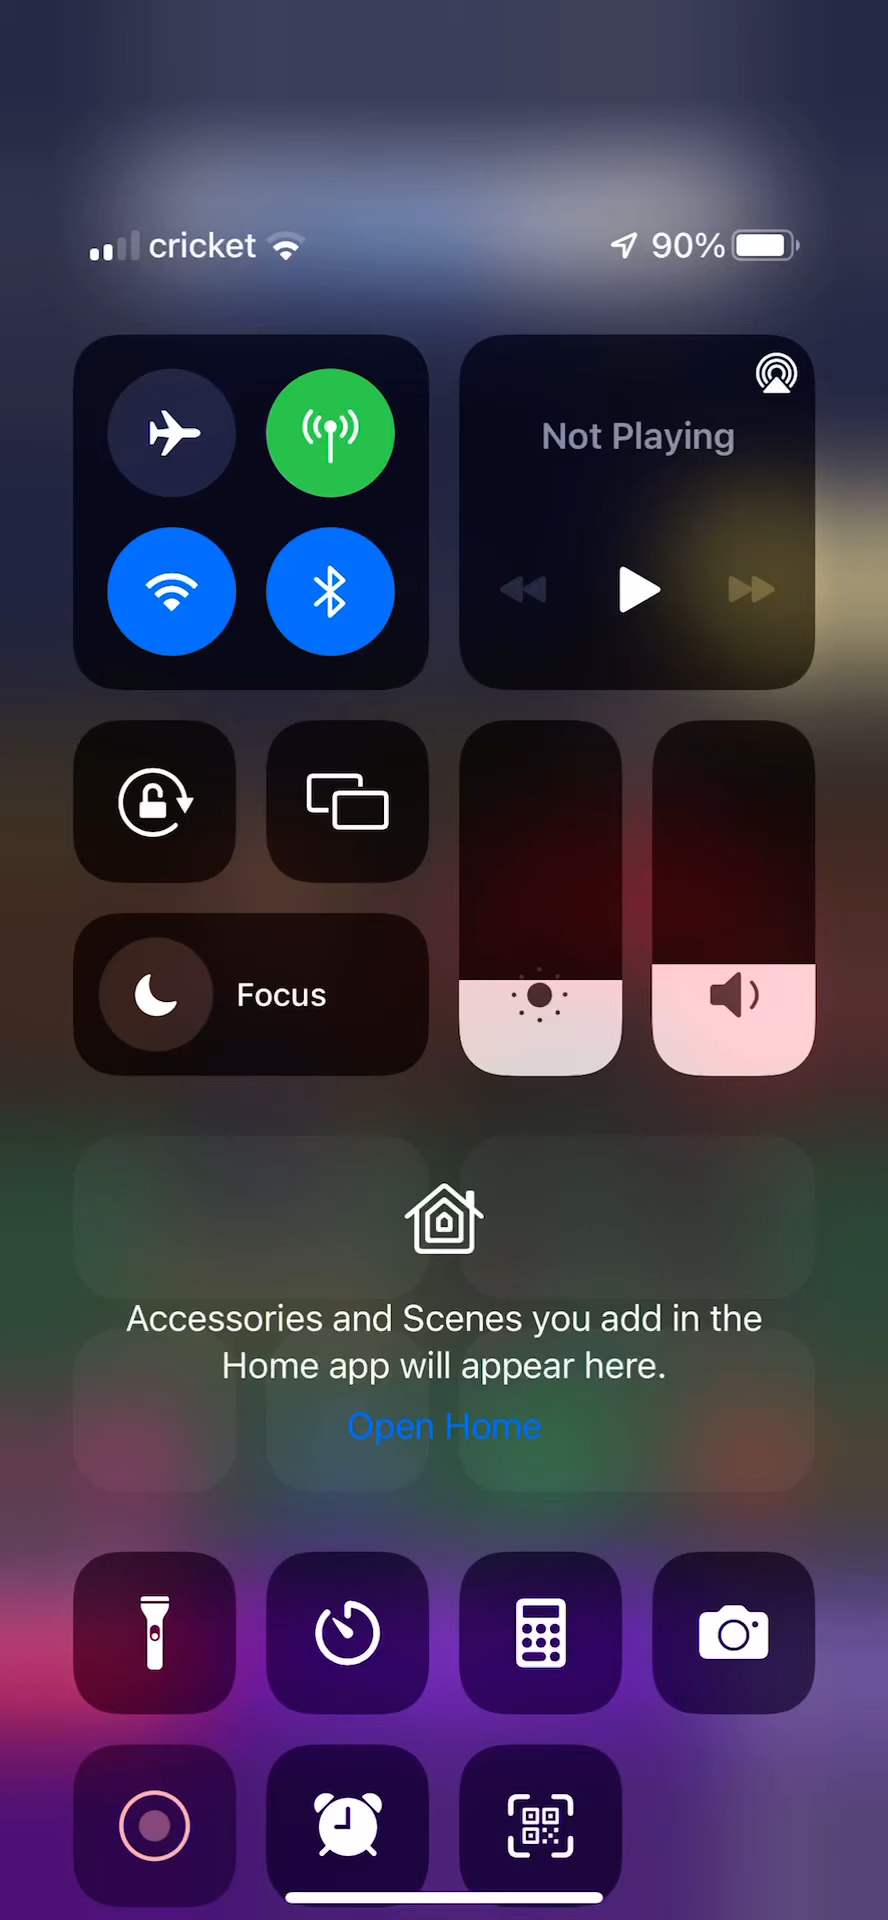 cricket 90%
Not Playing
Focus
Accessories and Scenes you add in the
Home app will appear here.
Open Home